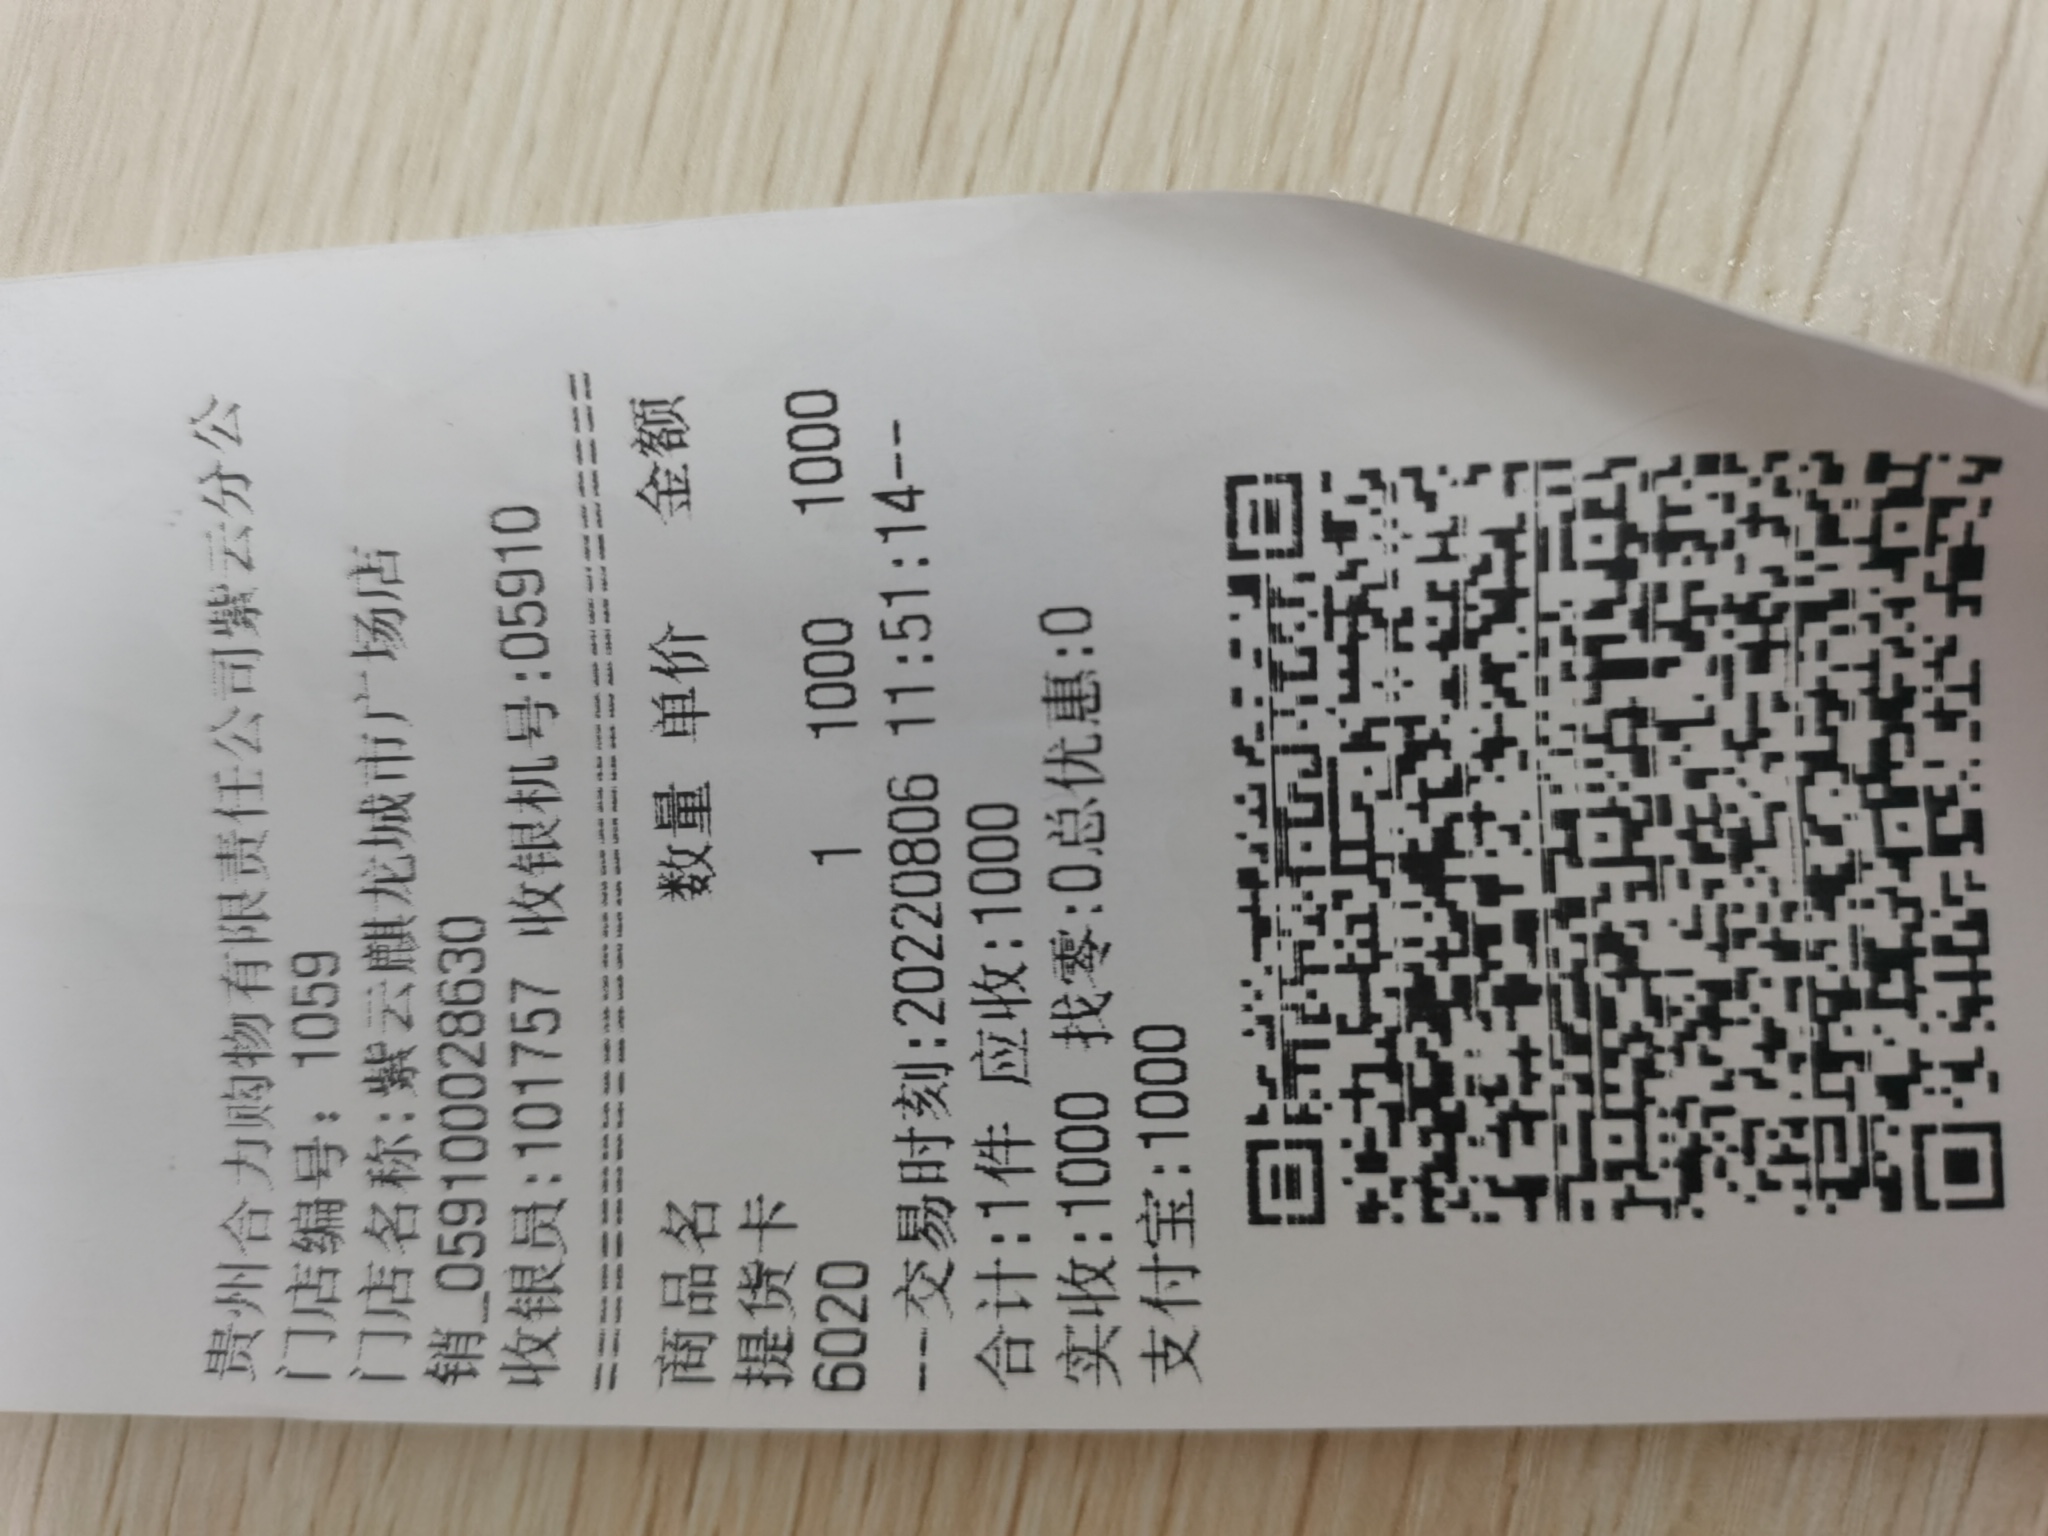 贵州合力购物有限责任公司紫云分公
门店编号: 1059
门店名称:紫云麒龙城市广场店
销_0591000028630
收银员:101757 收银机号:05910
================================
商品名 数量 单价 金额
提货卡
6020 1 1000 1000
---交易时刻:20220806 11:51:14--
合计:1件 应收:1000
实收:1000 找零:0总优惠:0
支付宝:1000